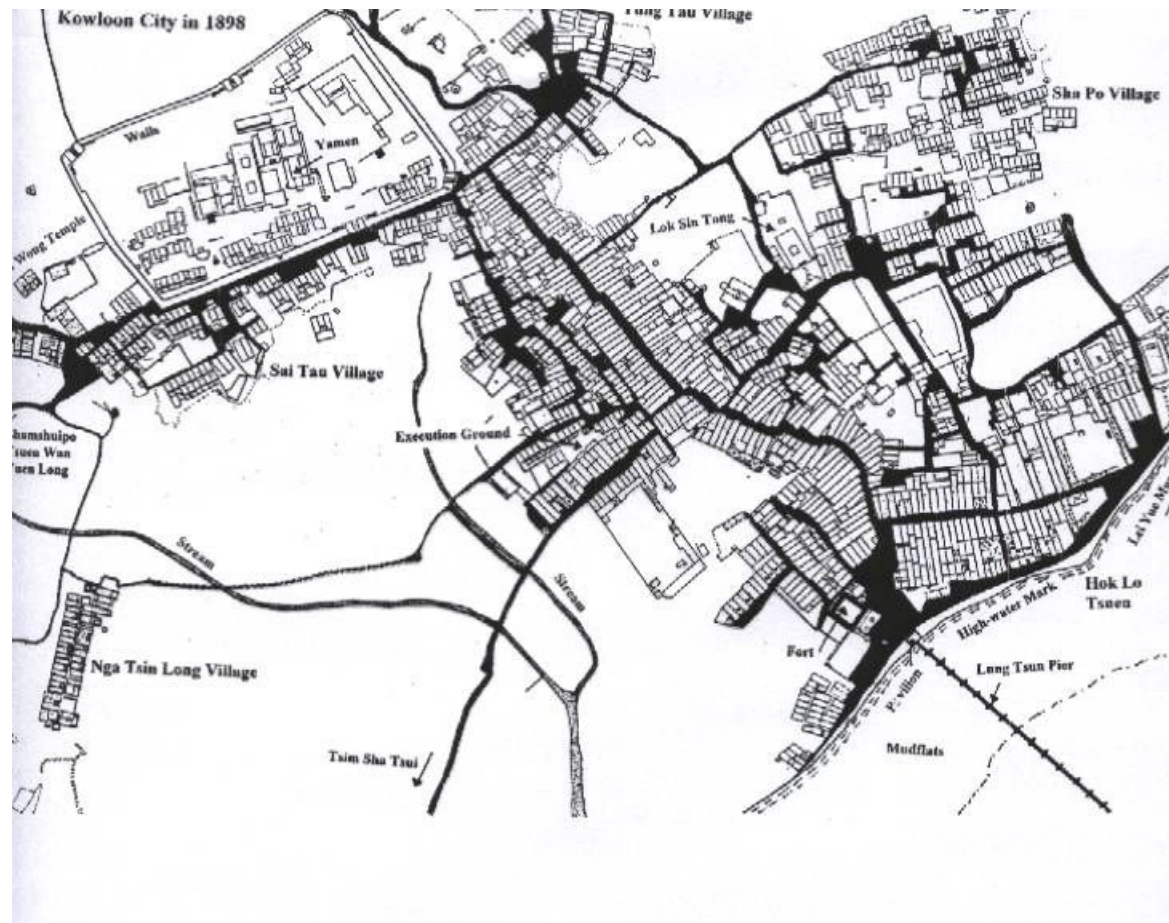 Kowloon City in 1898
Tung Tau Village
Walls
Yamen
Sha Po Village
Wong Temple
Lok Sin Tong
Sai Tau Village
Execution Ground
Shamshuipo
Tsuen Wan
Yuen Long
Stream
Stream
Hok Lo
Tsuen
High-water Mark
Nga Tsin Long Village
Fort
Lung Tsun Pier
Pavilion
Mudflats
Tsim Sha Tsui